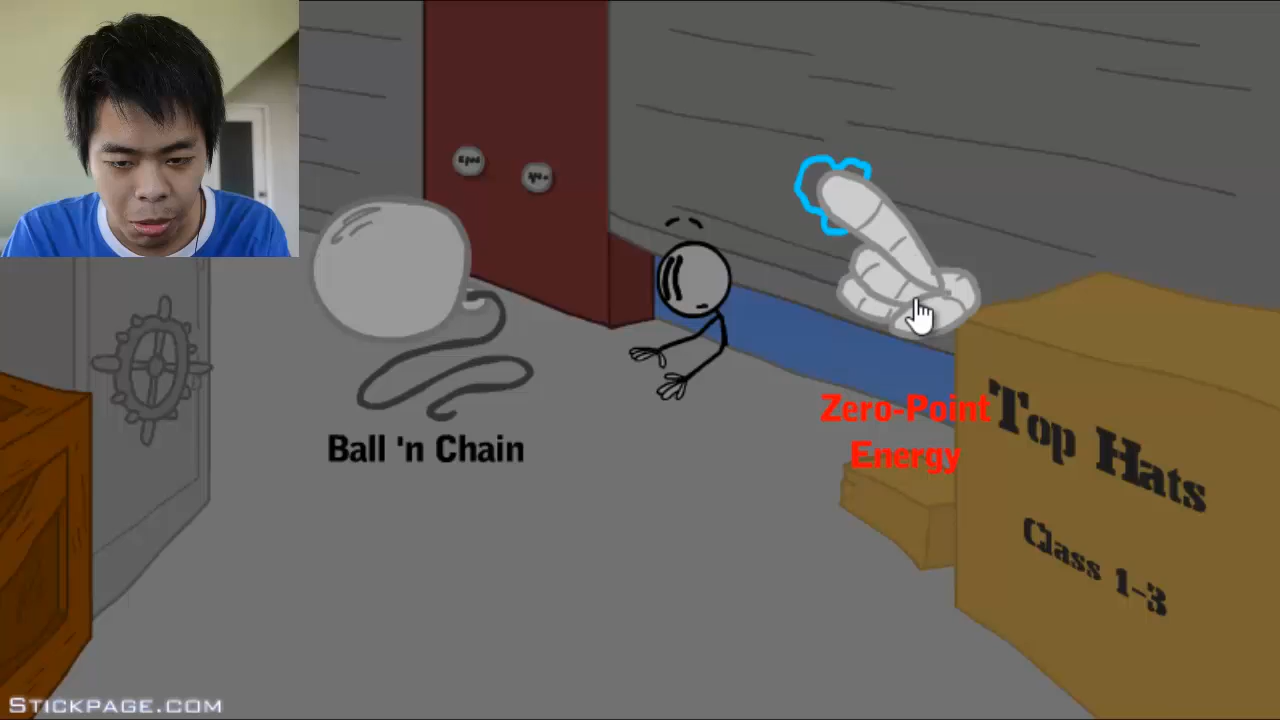 Ball 'n Chain
Zero-Point
Energy
Top Hats
Class 1-3
STICKPAGE.COM